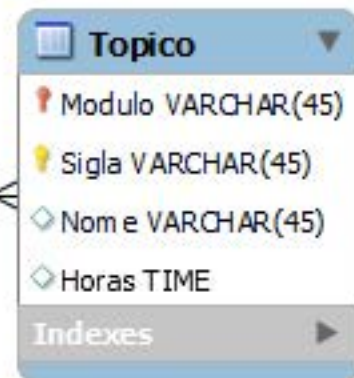 Topico
Modulo VARCHAR(45)
Sigla VARCHAR(45)
Nome VARCHAR(45)
Horas TIME
Indexes